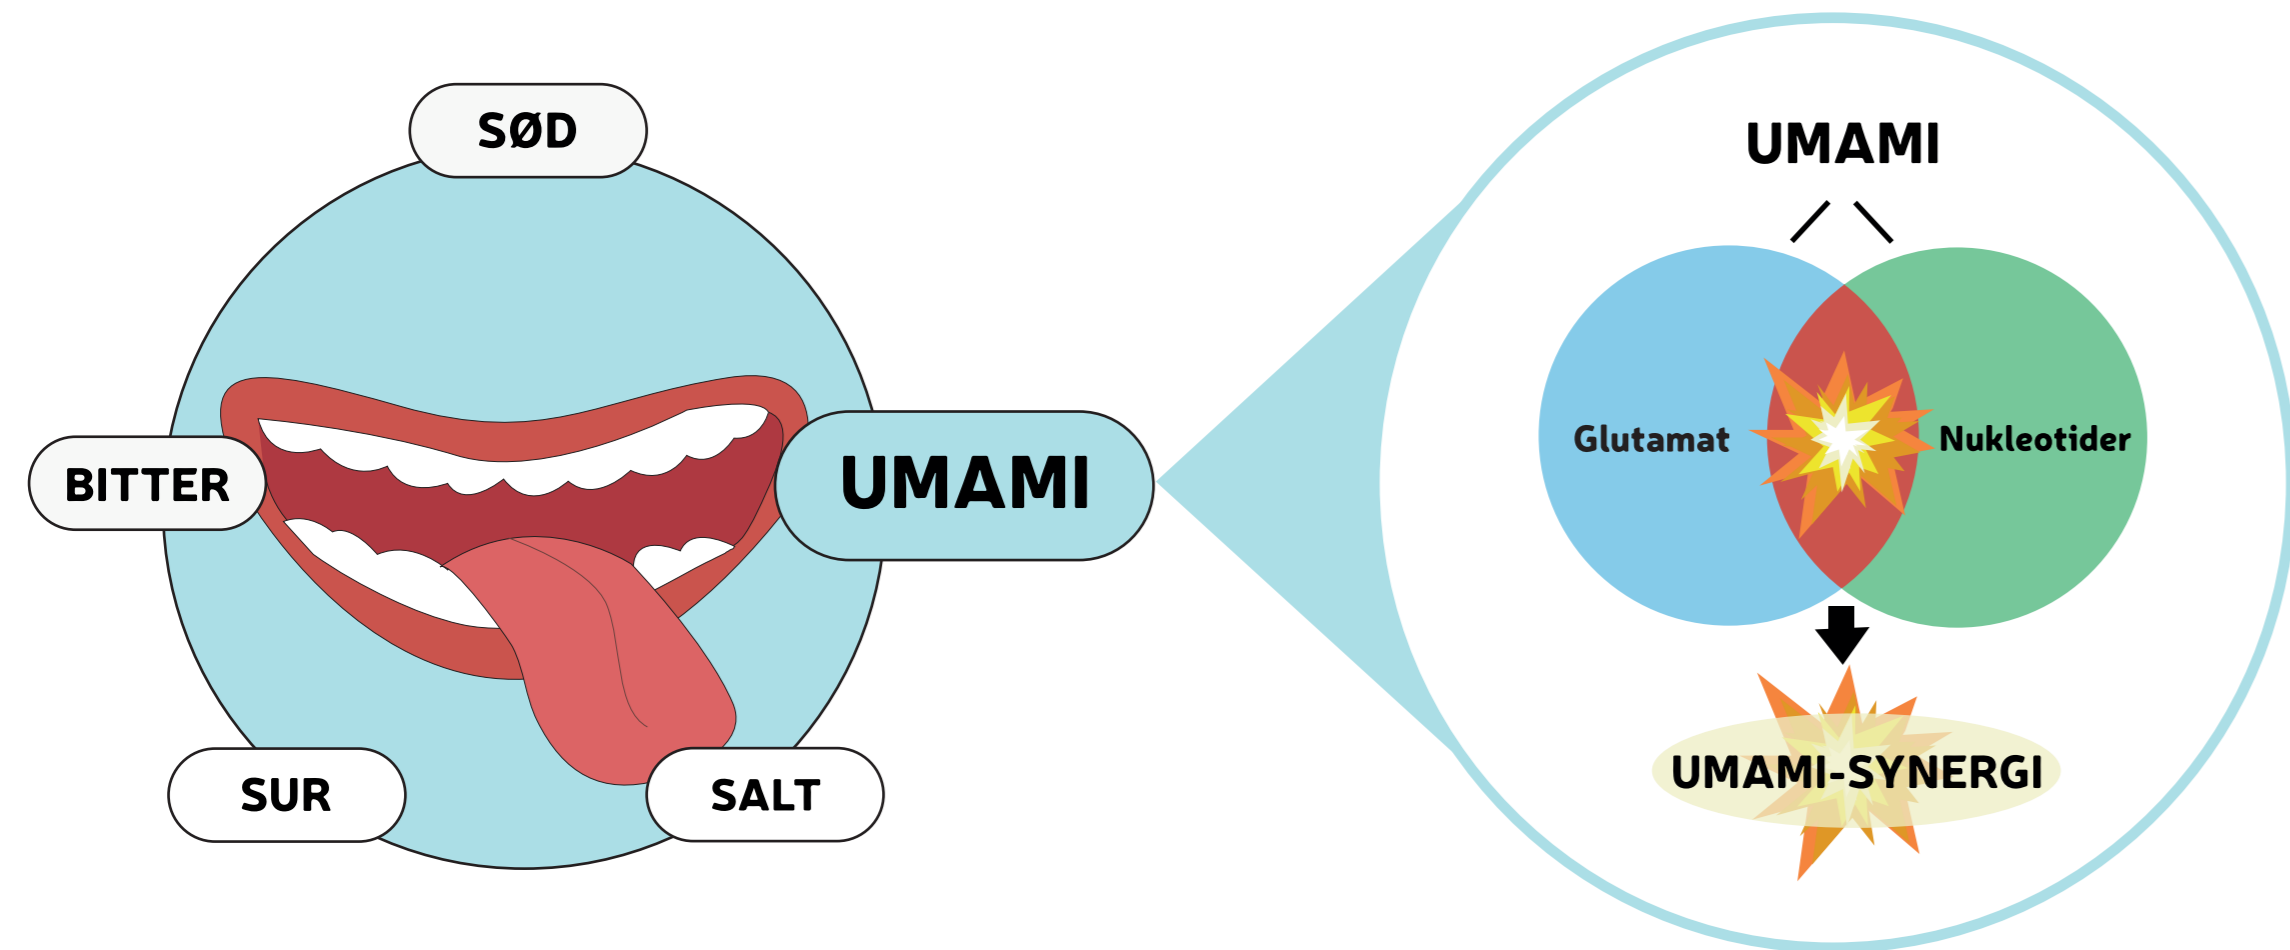 SØD
BITTER
UMAMI
SUR
SALT
UMAMI
Glutamat
Nukleotider
UMAMI-SYNERGI